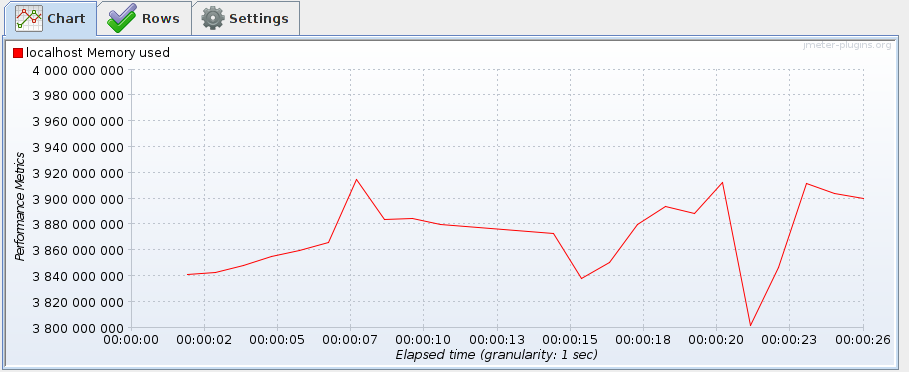 Chart
Rows
Settings
jmeter-plugins.org
localhost Memory used
4 000 000 000
3 980 000 000
3 960 000 000
3 940 000 000
3 920 000 000
3 900 000 000
3 880 000 000
3 860 000 000
3 840 000 000
3 820 000 000
3 800 000 000
Performance Metrics
00:00:00 00:00:02 00:00:05 00:00:07 00:00:10 00:00:13 00:00:15 00:00:18 00:00:20 00:00:23 00:00:26
Elapsed time (granularity: 1 sec)